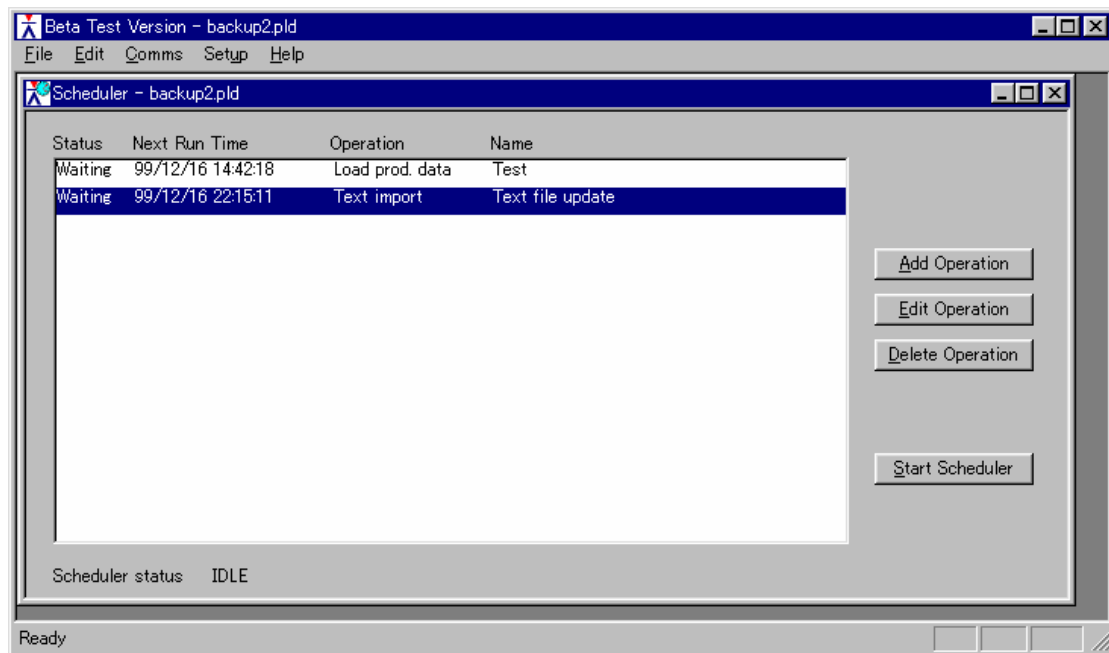 Beta Test Version - backup2.pld
File Edit Comms Setup Help
Scheduler - backup2.pld
Status Next Run Time Operation Name
Waiting 99/12/16 14:42:18 Load prod. data Test
Waiting 99/12/16 22:15:11 Text import Text file update
Add Operation
Edit Operation
Delete Operation
Start Scheduler
Scheduler status IDLE
Ready